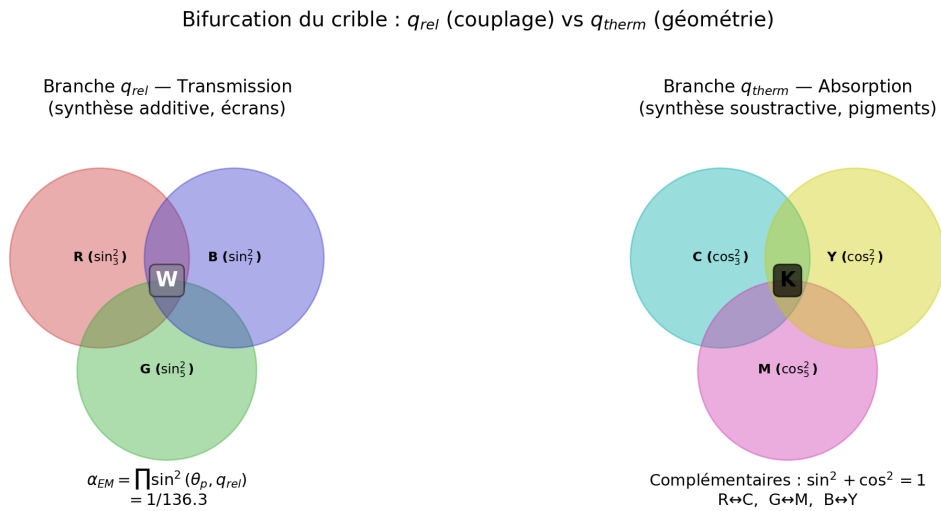 Bifurcation du crible : q_rel (couplage) vs q_therm (géométrie)
Branche q_rel — Transmission
(synthèse additive, écrans)
R (sin²₃)
B (sin²₇)
W
G (sin²₅)
α_EM = ∏ sin² (θ_p, q_rel)
= 1/136.3
Branche q_therm — Absorption
(synthèse soustractive, pigments)
C (cos²₃)
Y (cos²₇)
K
M (cos²₅)
Complémentaires : sin² + cos² = 1
R↔C, G↔M, B↔Y